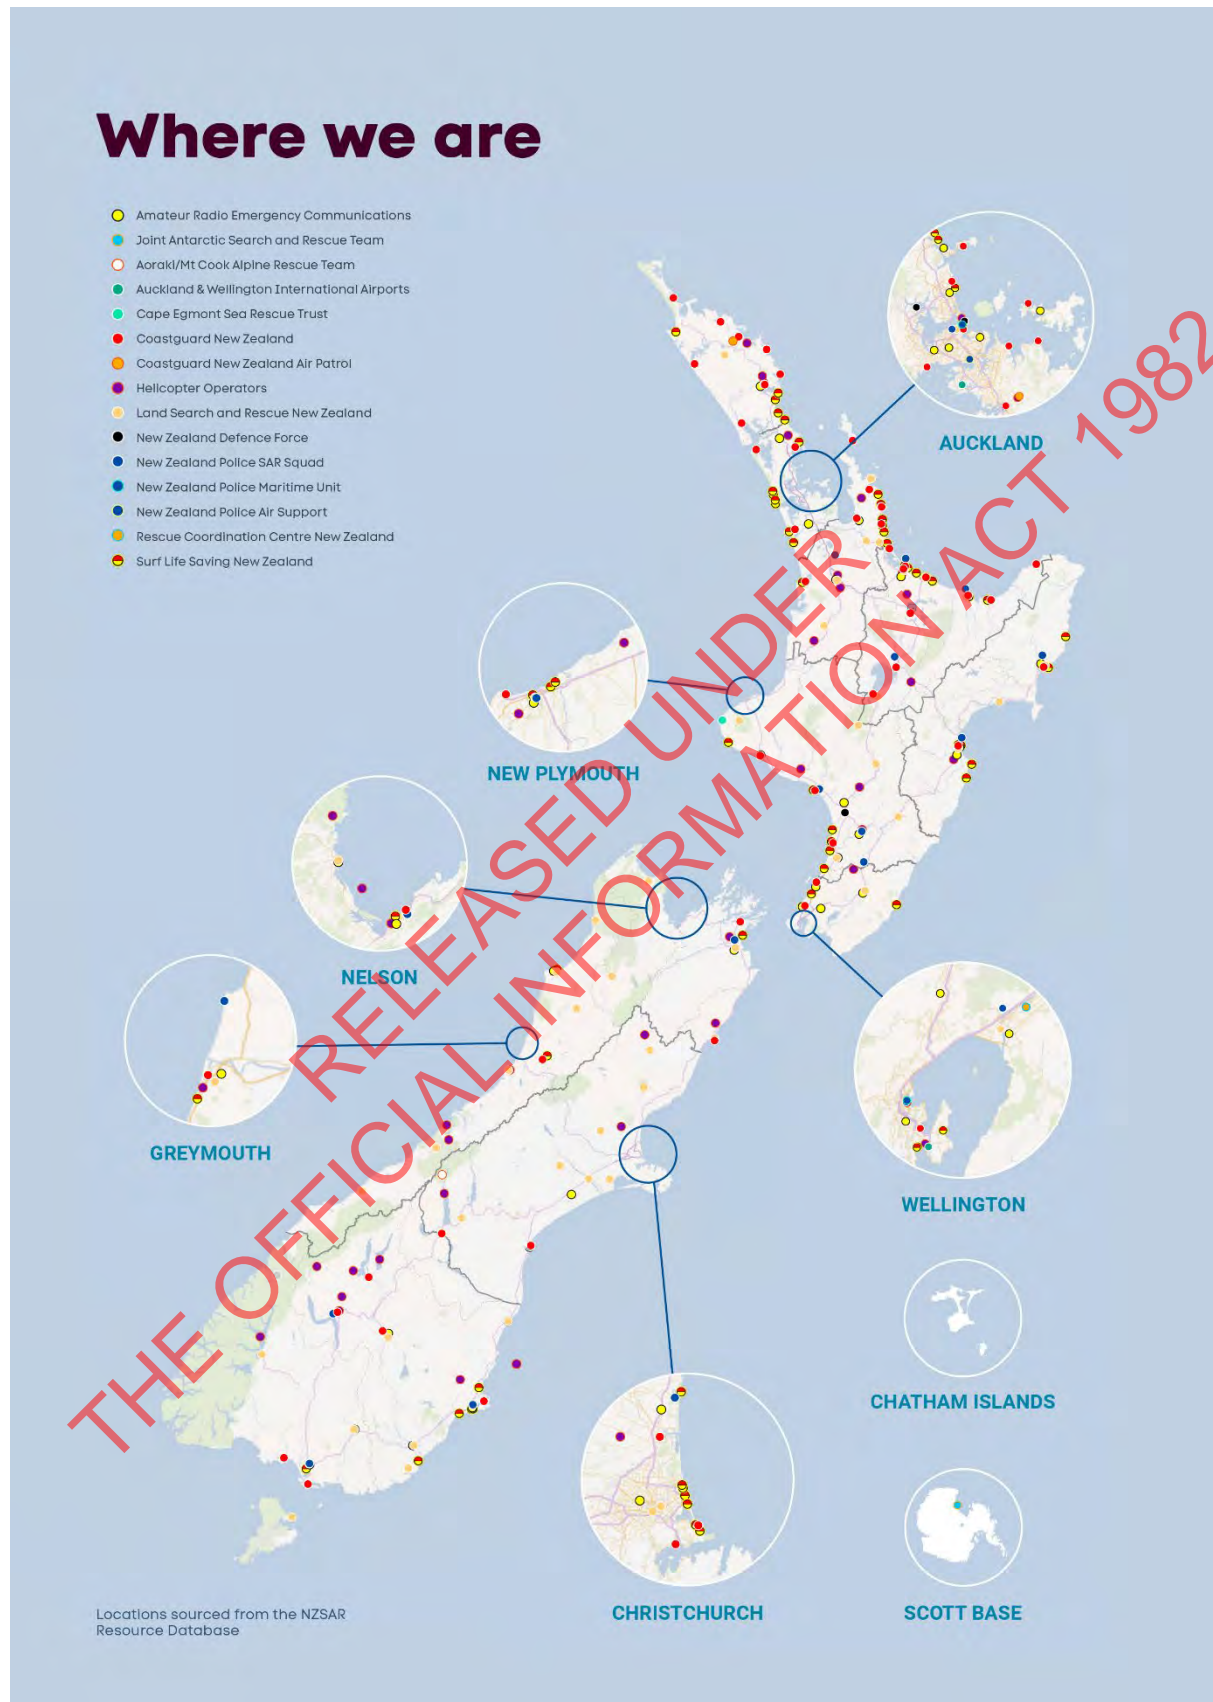 Where we are
Amateur Radio Emergency Communications
Joint Antarctic Search and Rescue Team
Aoraki/Mt Cook Alpine Rescue Team
Auckland & Wellington International Airports
Cape Egmont Sea Rescue Trust
Coastguard New Zealand
Coastguard New Zealand Air Patrol
Helicopter Operators
Land Search and Rescue New Zealand
New Zealand Defence Force
New Zealand Police SAR Squad
New Zealand Police Maritime Unit
New Zealand Police Air Support
Rescue Coordination Centre New Zealand
Surf Life Saving New Zealand
AUCKLAND
NEW PLYMOUTH
NELSON
GREYMOUTH
WELLINGTON
CHATHAM ISLANDS
CHRISTCHURCH
SCOTT BASE
Locations sourced from the NZSAR
Resource Database
RELEASED UNDER
THE OFFICIAL INFORMATION ACT 1982